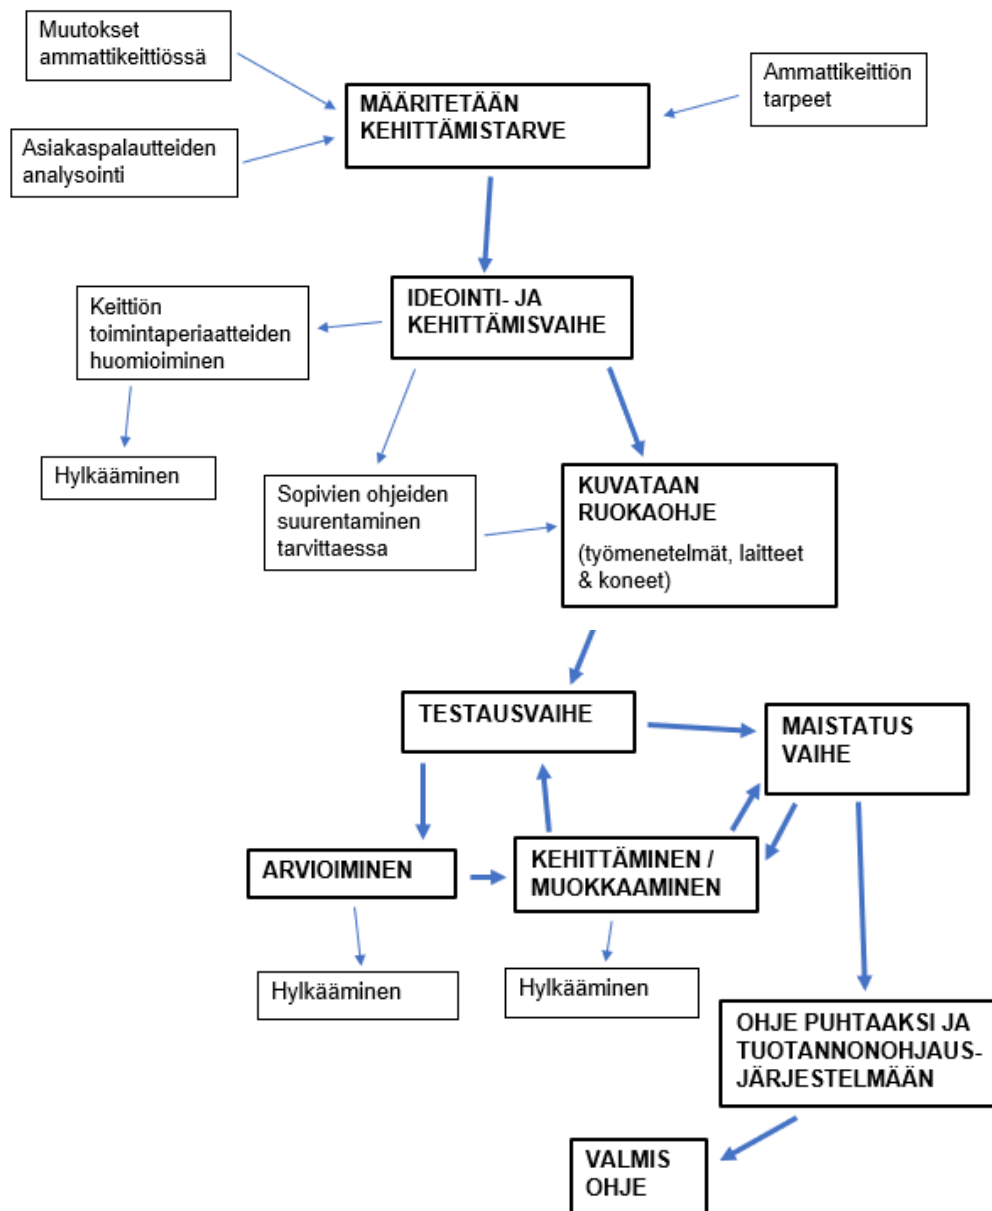 Muutokset
ammattikeittiössä
Ammattikeittiön
tarpeet
MÄÄRITETÄÄN
KEHITTÄMISTARVE
Asiakaspalautteiden
analysointi
IDEOINTI- JA
KEHITTÄMISVAIHE
Keittiön
toimintaperiaatteiden
huomioiminen
Hylkääminen
Sopivien ohjeiden
suurentaminen
tarvittaessa
KUVATAAN
RUOKAOHJE
(työmenetelmät, laitteet
& koneet)
TESTAUSVAIHE
MAISTATUS
VAIHE
ARVIOIMINEN
KEHITTÄMINEN /
MUOKKAAMINEN
Hylkääminen
Hylkääminen
OHJE PUHTAAKSI JA
TUOTANNONOHJAUS-
JÄRJESTELMÄÄN
VALMIS
OHJE